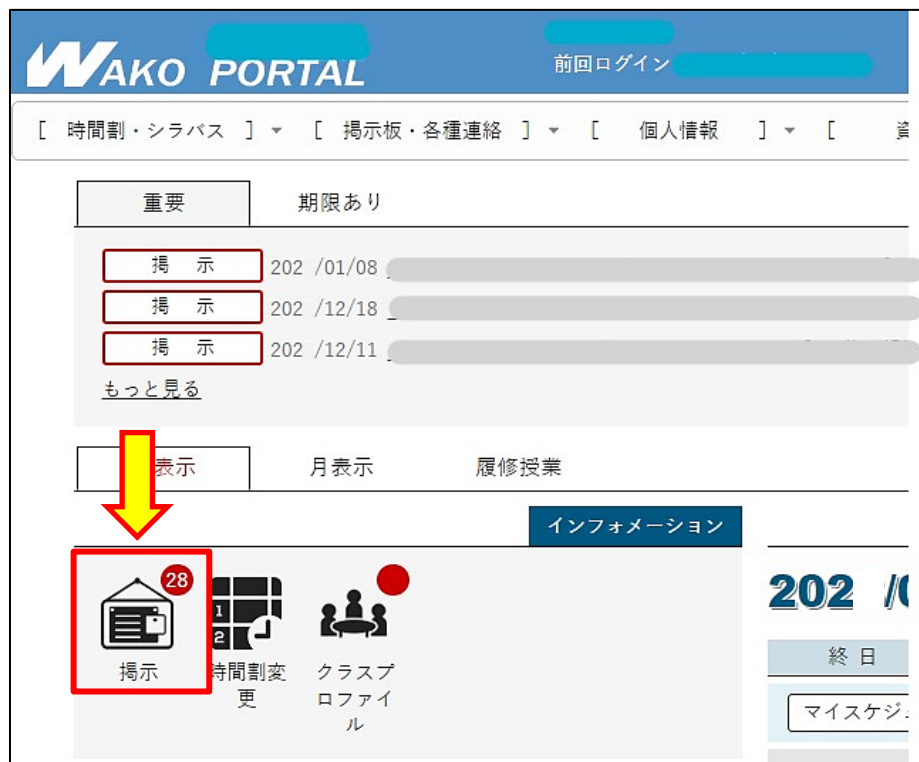 WAKO PORTAL
前回ログイン
[ 時間割・シラバス ] [ 掲示板・各種連絡 ] [ 個人情報 ] [
重要 期限あり
掲 示 202 /01/08
掲 示 202 /12/18
掲 示 202 /12/11
もっと見る
表示 月表示 履修授業
インフォメーション
28
1
2
掲示 時間割変更 クラスプロファイル
202 /0
終 日
マイスケジュ